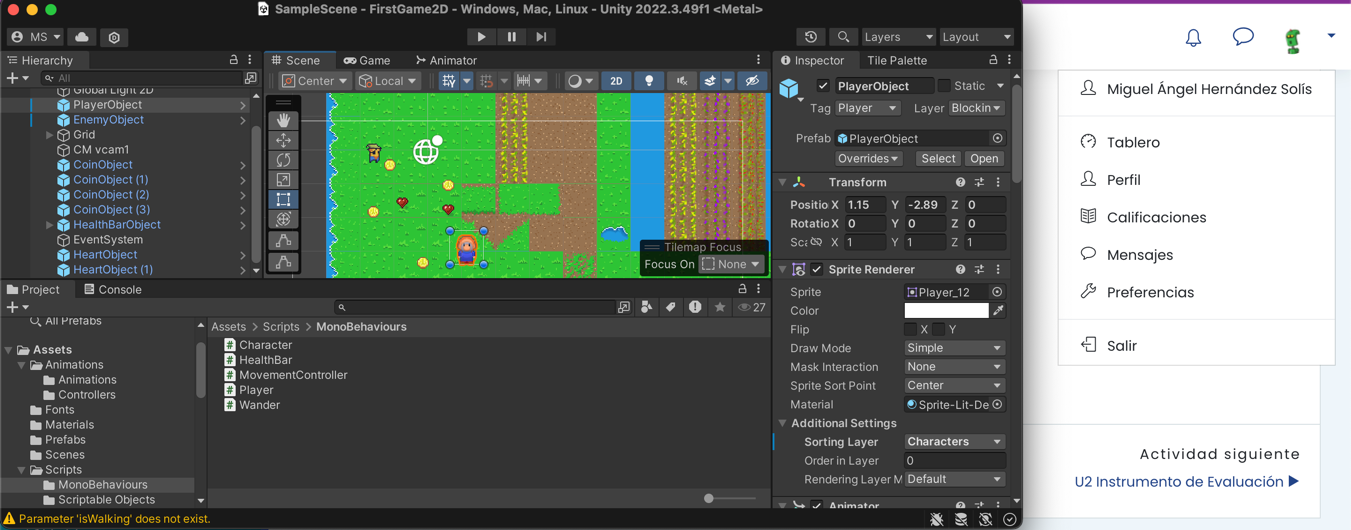 SampleScene - FirstGame2D - Windows, Mac, Linux - Unity 2022.3.49f1 <Metal>
MS
Layers
Layout
Hierarchy
All
Global Light 2D
PlayerObject
EnemyObject
Grid
CM vcam1
CoinObject
CoinObject (1)
CoinObject (2)
CoinObject (3)
HealthBarObject
EventSystem
HeartObject
HeartObject (1)
Scene
Game
Animator
Center
Local
2D
Tilemap Focus
Focus On
None
Inspector
Tile Palette
PlayerObject
Static
Tag
Player
Layer
Blockin
Prefab
PlayerObject
Overrides
Select
Open
Transform
Positio X 1.15 Y -2.89 Z 0
Rotatio X 0 Y 0 Z 0
Sca X 1 Y 1 Z 1
Sprite Renderer
Sprite
Player_12
Color
Flip
X
Y
Draw Mode
Simple
Mask Interaction
None
Sprite Sort Point
Center
Material
Sprite-Lit-De
Additional Settings
Sorting Layer
Characters
Order in Layer
0
Rendering Layer M
Default
Animator
Project
Console
27
All Prefabs
Assets
Animations
Animations
Controllers
Fonts
Materials
Prefabs
Scenes
Scripts
MonoBehaviours
Scriptable Objects
Assets > Scripts > MonoBehaviours
Character
HealthBar
MovementController
Player
Wander
Parameter 'isWalking' does not exist.
Miguel Ángel Hernández Solís
Tablero
Perfil
Calificaciones
Mensajes
Preferencias
Salir
Actividad siguiente
U2 Instrumento de Evaluación